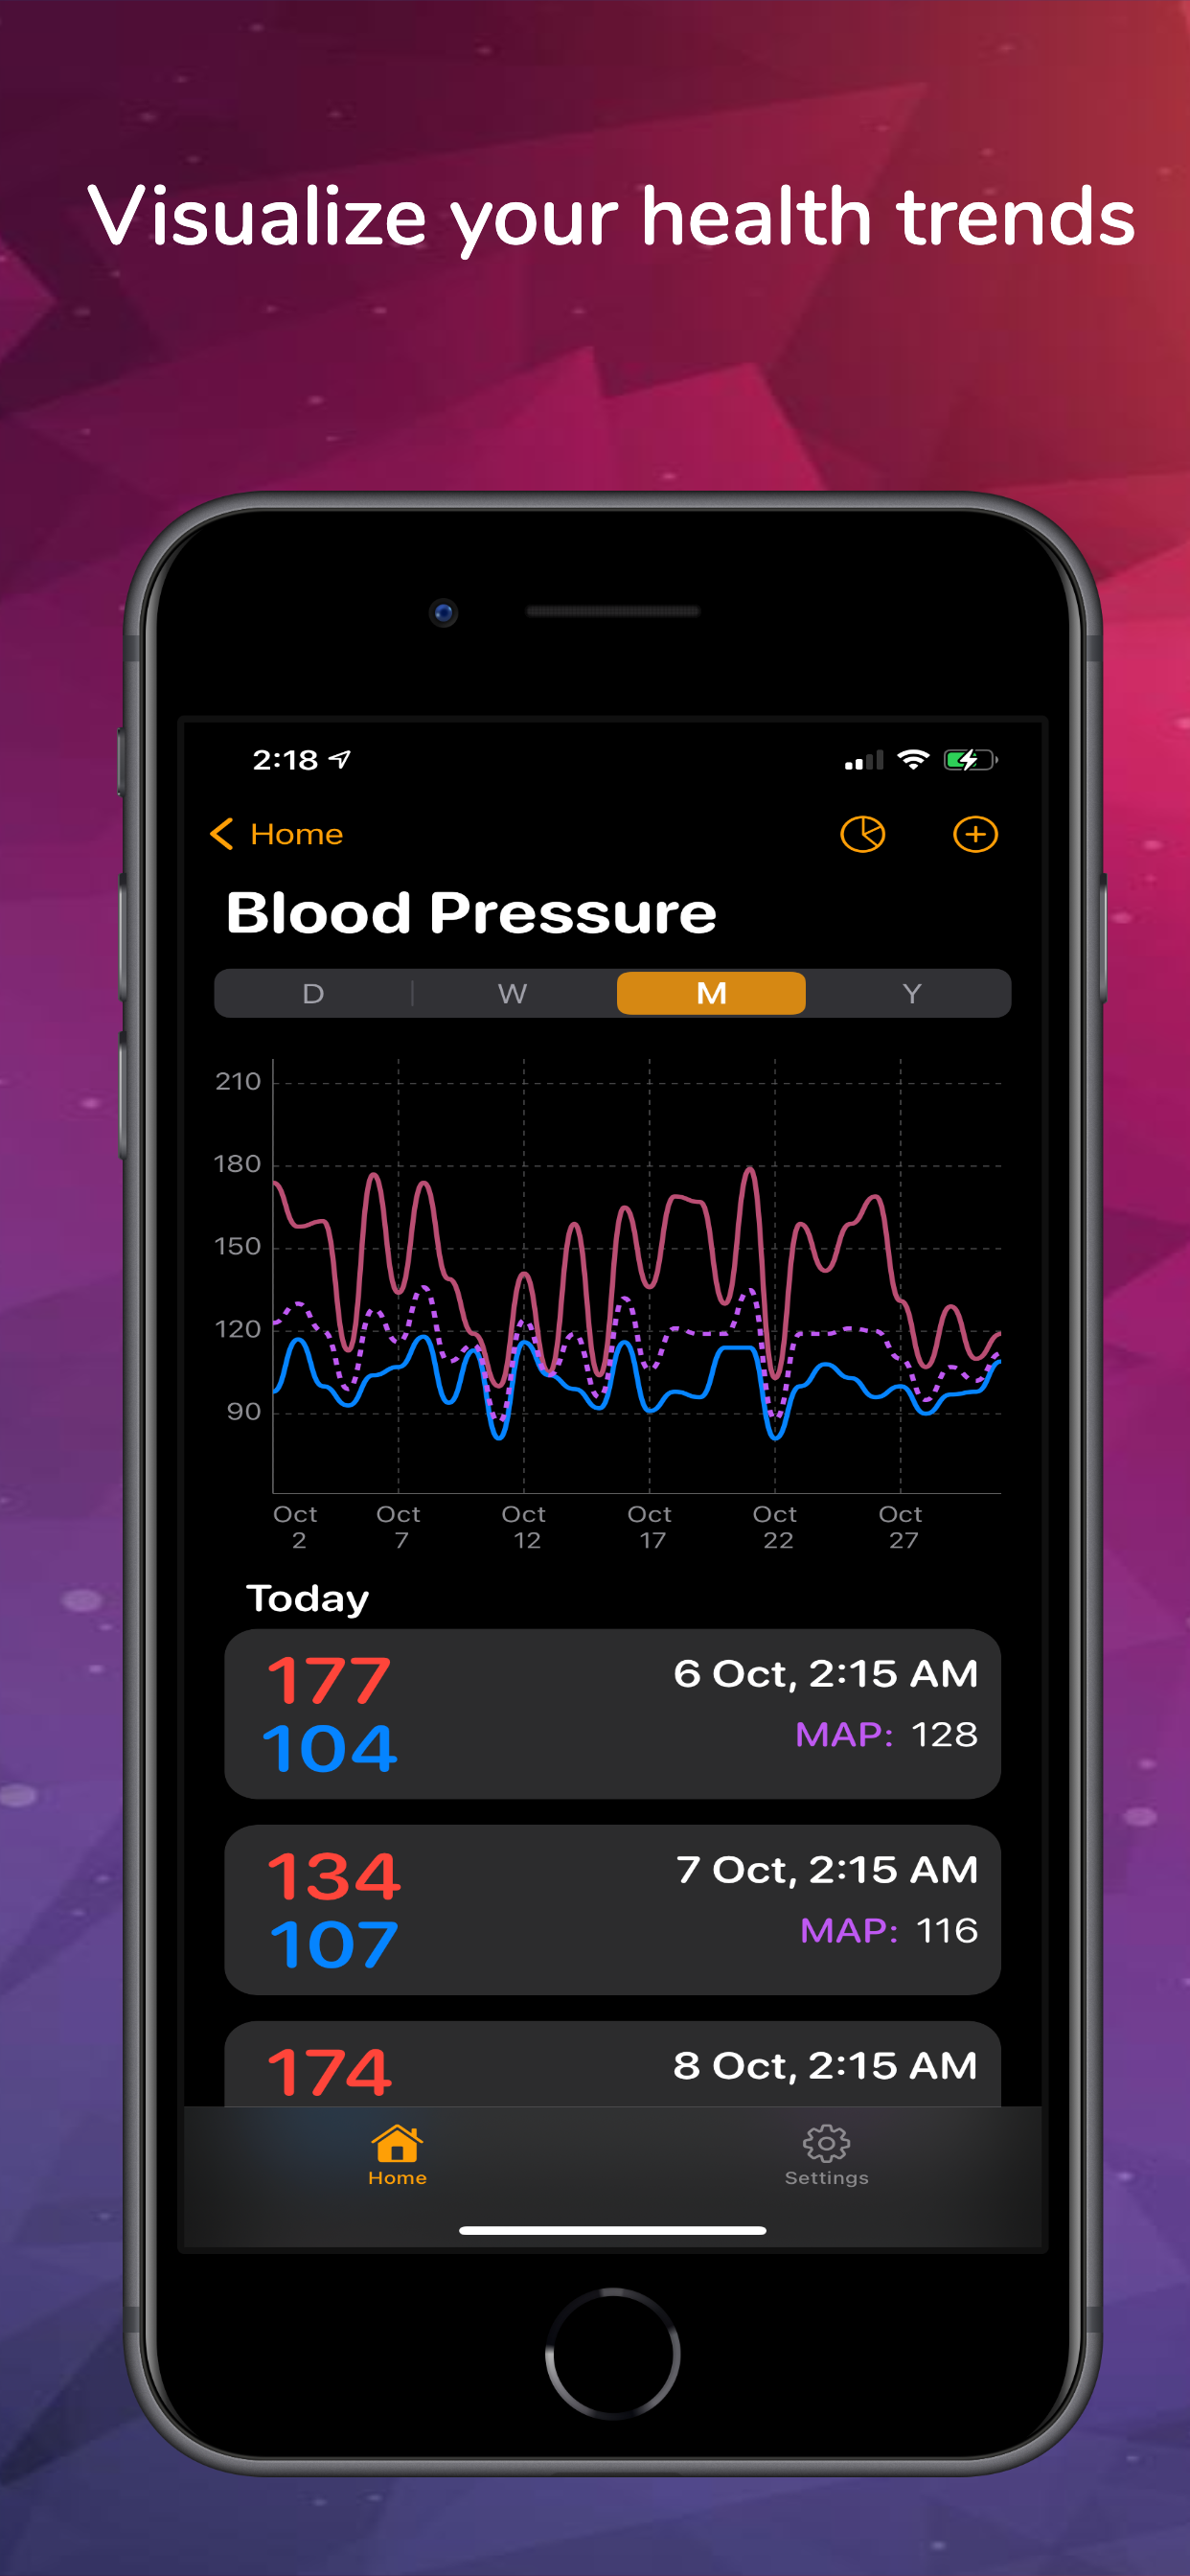 Visualize your health trends
2:18
Home
Blood Pressure
D W M Y
210
180
150
120
90
Oct 2 Oct 7 Oct 12 Oct 17 Oct 22 Oct 27
Today
177 6 Oct, 2:15 AM
104 MAP: 128
134 7 Oct, 2:15 AM
107 MAP: 116
174 8 Oct, 2:15 AM
Home Settings